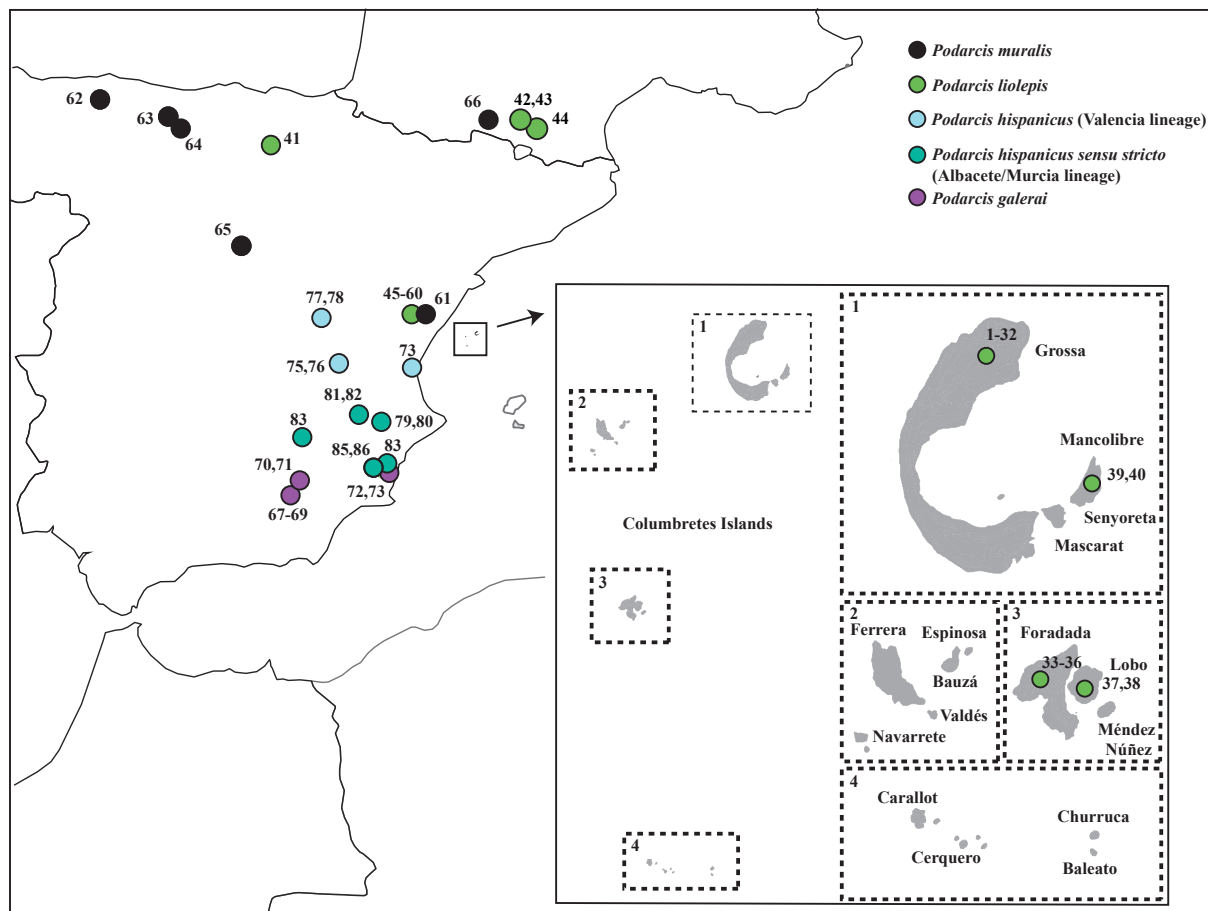 Podarcis muralis
Podarcis liolepis
Podarcis hispanicus (Valencia lineage)
Podarcis hispanicus sensu stricto
(Albacete/Murcia lineage)
Podarcis galerai
62
63
64
41
66
42,43
44
65
77,78
45-60
61
75,76
73
81,82
79,80
83
85,86
83
70,71
72,73
67-69
1
2
Columbretes Islands
3
4
1
1-32
Grossa
Mancolibre
39,40
Senyoreta
Mascarat
2
Ferrera
Espinosa
Bauzá
Valdés
Navarrete
3
Foradada
33-36
Lobo
37,38
Méndez
Núñez
4
Carallot
Cerquero
Churruca
Baleato